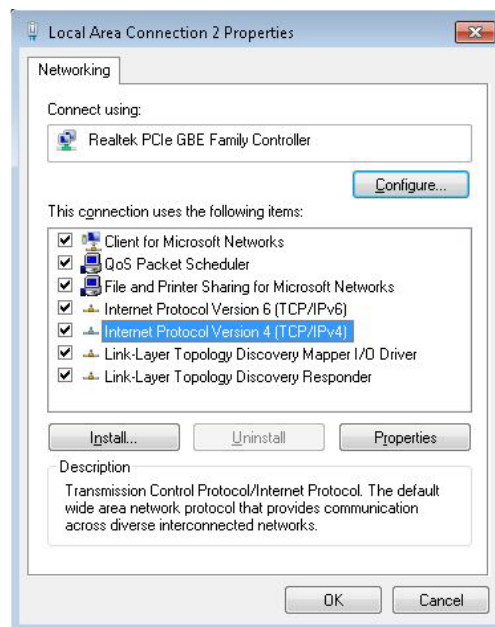 Local Area Connection 2 Properties
Networking
Connect using:
Realtek PCIe GBE Family Controller
Configure...
This connection uses the following items:
Client for Microsoft Networks
QoS Packet Scheduler
File and Printer Sharing for Microsoft Networks
Internet Protocol Version 6 (TCP/IPv6)
Internet Protocol Version 4 (TCP/IPv4)
Link-Layer Topology Discovery Mapper I/O Driver
Link-Layer Topology Discovery Responder
Install... Uninstall Properties
Description
Transmission Control Protocol/Internet Protocol. The default
wide area network protocol that provides communication
across diverse interconnected networks.
OK Cancel